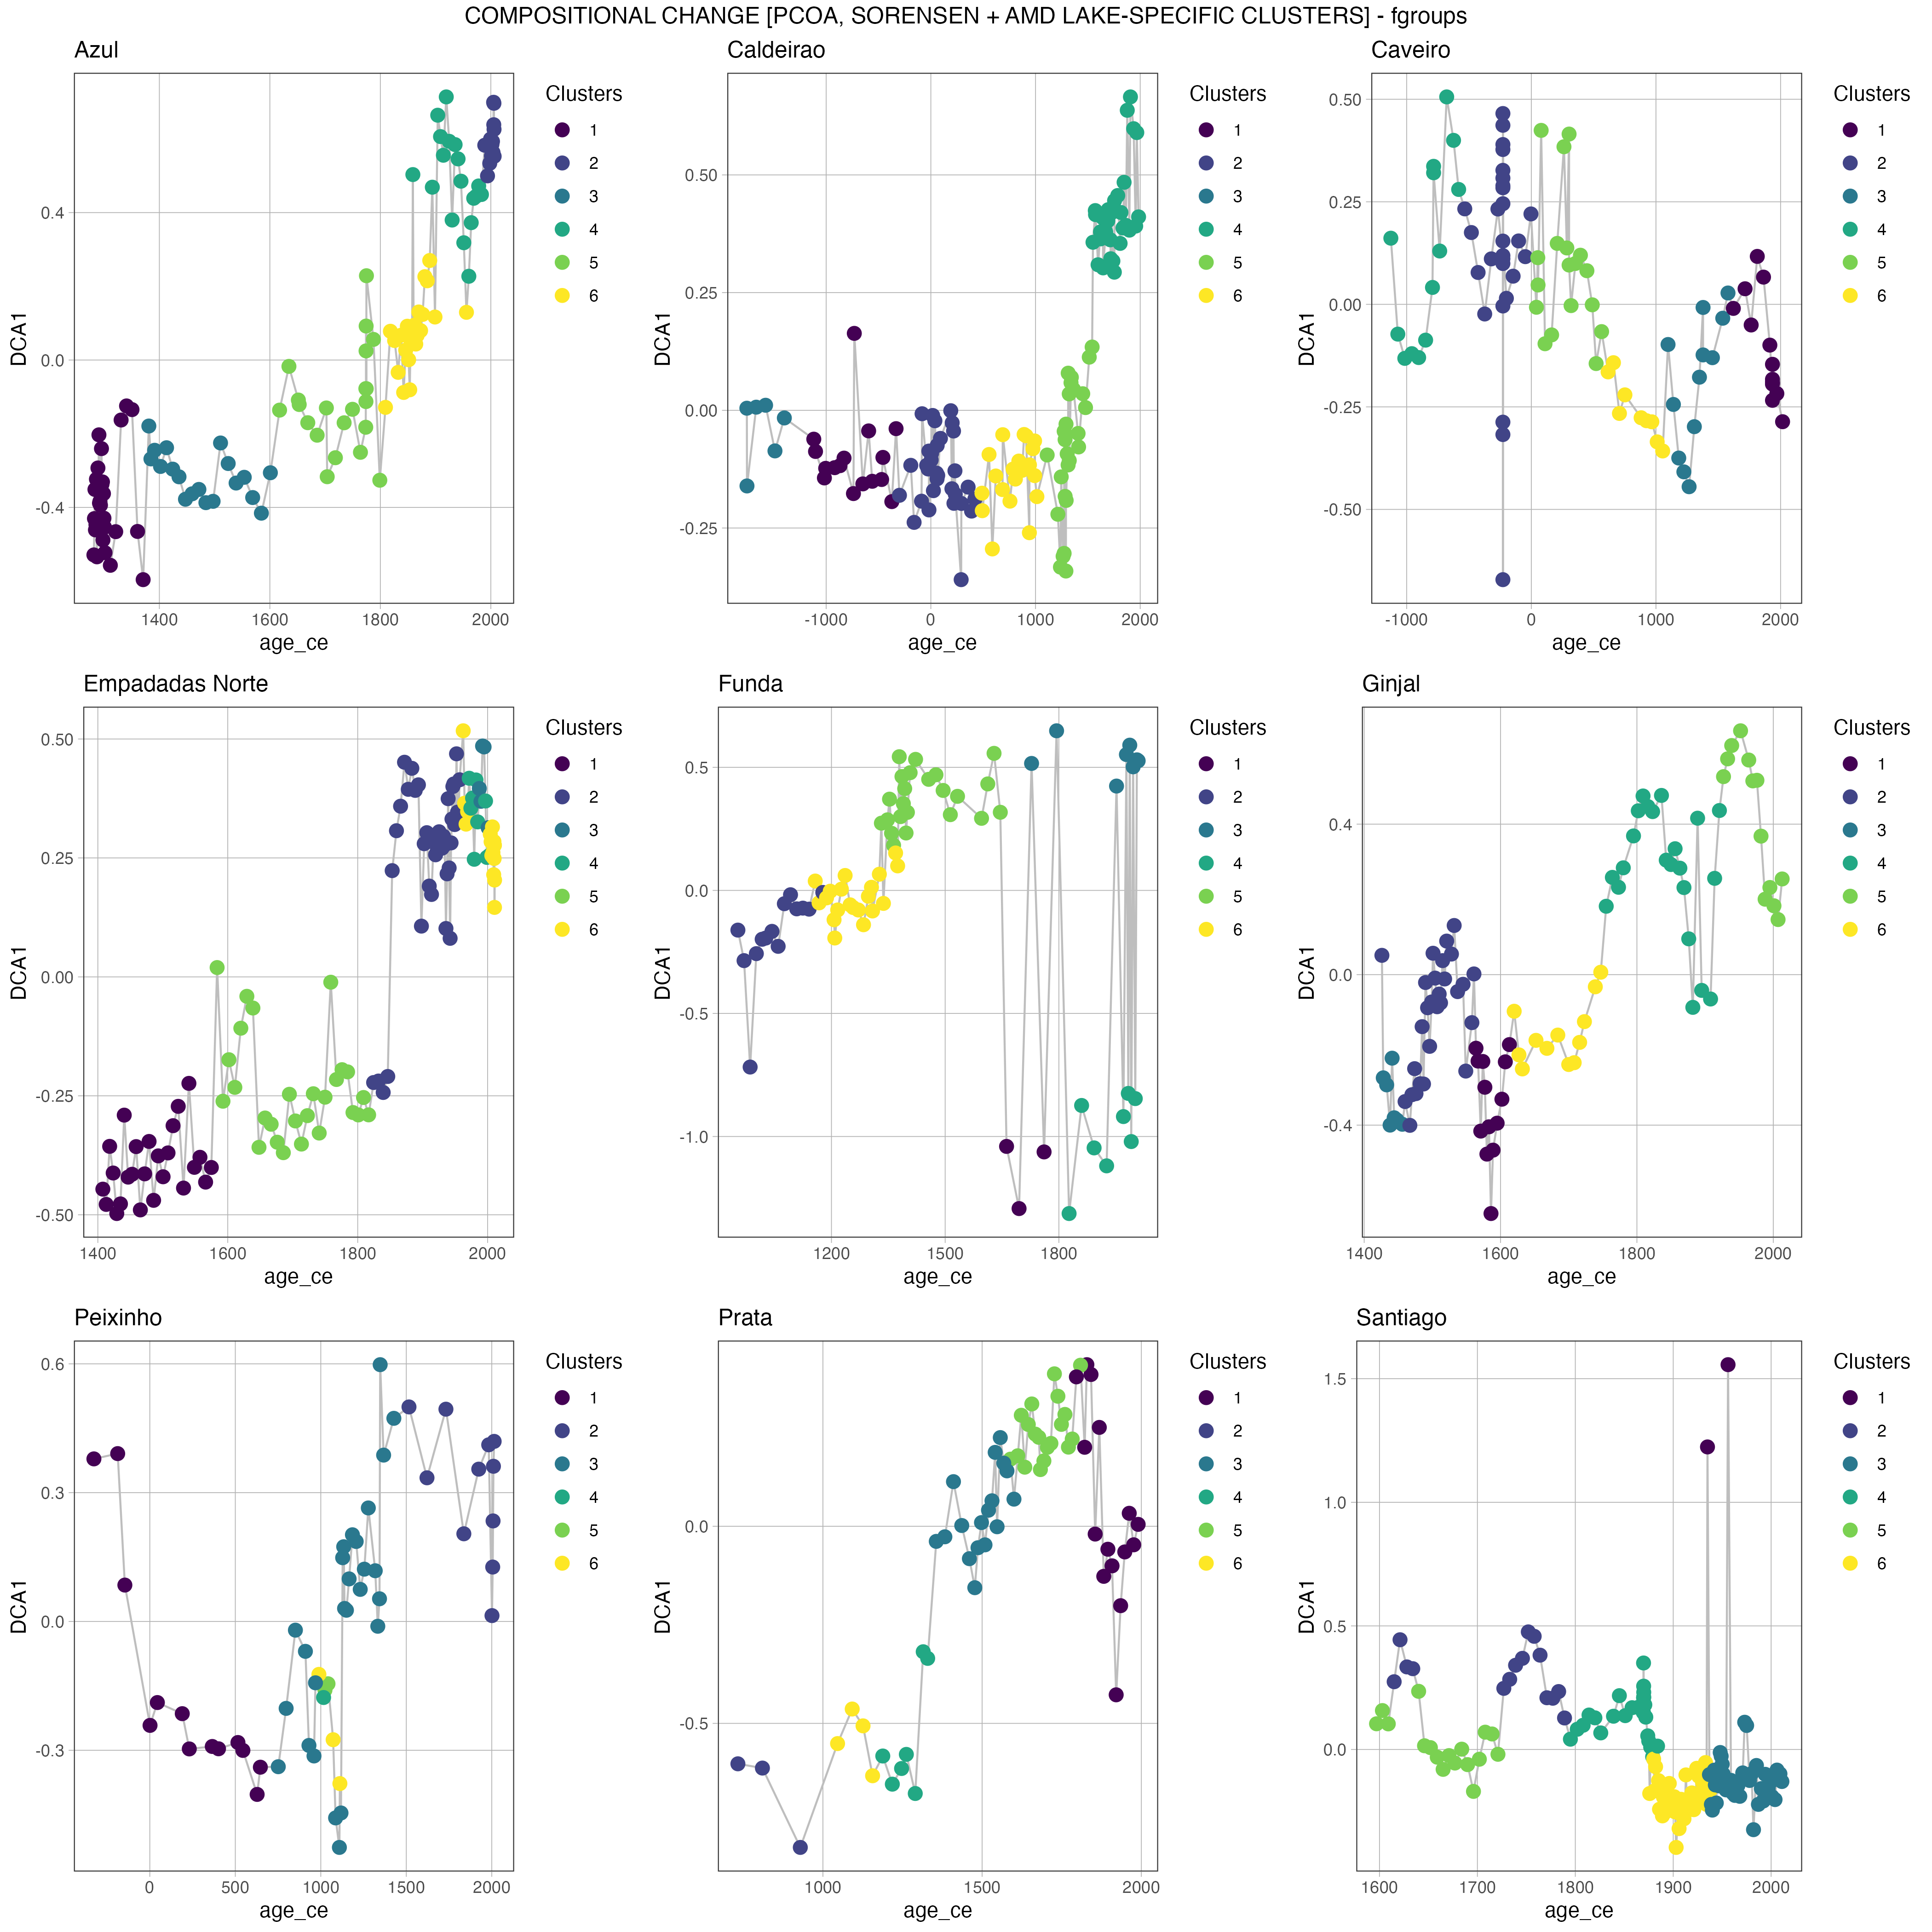 COMPOSITIONAL CHANGE [PCOA, SORENSEN + AMD LAKE-SPECIFIC CLUSTERS] - fgroups
Azul
DCA1
0.4
0.0
-0.4
1400 1600 1800 2000
age_ce
Clusters
1
2
3
4
5
6
Caldeirao
DCA1
0.50
0.25
0.00
-0.25
-1000 0 1000 2000
age_ce
Clusters
1
2
3
4
5
6
Caveiro
DCA1
0.50
0.25
0.00
-0.25
-0.50
-1000 0 1000 2000
age_ce
Clusters
1
2
3
4
5
6
Empadadas Norte
DCA1
0.50
0.25
0.00
-0.25
-0.50
1400 1600 1800 2000
age_ce
Clusters
1
2
3
4
5
6
Funda
DCA1
0.5
0.0
-0.5
-1.0
1200 1500 1800
age_ce
Clusters
1
2
3
4
5
6
Ginjal
DCA1
0.4
0.0
-0.4
1400 1600 1800 2000
age_ce
Clusters
1
2
3
4
5
6
Peixinho
DCA1
0.6
0.3
0.0
-0.3
0 500 1000 1500 2000
age_ce
Clusters
1
2
3
4
5
6
Prata
DCA1
0.0
-0.5
1000 1500 2000
age_ce
Clusters
1
2
3
4
5
6
Santiago
DCA1
1.5
1.0
0.5
0.0
1600 1700 1800 1900 2000
age_ce
Clusters
1
2
3
4
5
6